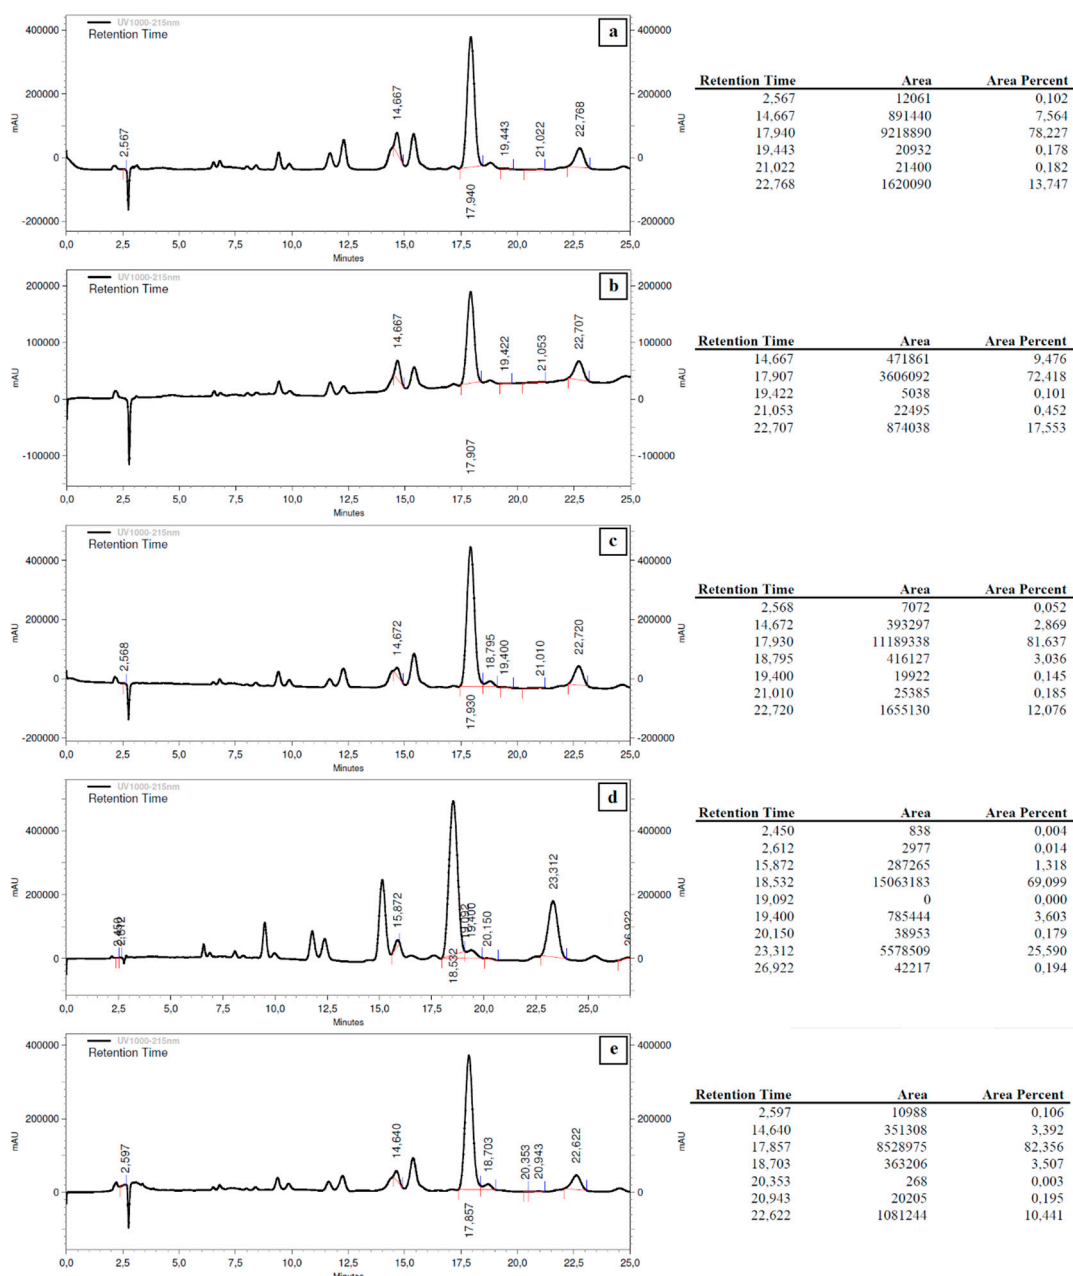 a
UV1000-215nm
Retention Time
400000
200000
0
-200000
mAU
2,567
14,667
17,940
19,443
21,022
22,768
400000
200000
0
-200000
mAU
0,0 2,5 5,0 7,5 10,0 12,5 15,0 17,5 20,0 22,5 25,0
Minutes
Retention Time Area Area Percent
2,567 12061 0,102
14,667 891440 7,564
17,940 9218890 78,227
19,443 20932 0,178
21,022 21400 0,182
22,768 1620090 13,747
b
UV1000-215nm
Retention Time
200000
100000
0
-100000
mAU
14,667
17,907
19,422
21,053
22,707
200000
100000
0
-100000
mAU
0,0 2,5 5,0 7,5 10,0 12,5 15,0 17,5 20,0 22,5 25,0
Minutes
Retention Time Area Area Percent
14,667 471861 9,476
17,907 3606092 72,418
19,422 5038 0,101
21,053 22495 0,452
22,707 874038 17,553
c
UV1000-215nm
Retention Time
400000
200000
0
-200000
mAU
2,568
14,672
17,930
18,795
19,400
21,010
22,720
400000
200000
0
-200000
mAU
0,0 2,5 5,0 7,5 10,0 12,5 15,0 17,5 20,0 22,5 25,0
Minutes
Retention Time Area Area Percent
2,568 7072 0,052
14,672 393297 2,869
17,930 11189338 81,637
18,795 416127 3,036
19,400 19922 0,145
21,010 25385 0,185
22,720 1655130 12,076
d
UV1000-215nm
Retention Time
400000
200000
0
mAU
2,450
2,612
15,872
18,532
19,092
19,400
20,150
23,312
26,922
400000
200000
0
mAU
0,0 2,5 5,0 7,5 10,0 12,5 15,0 17,5 20,0 22,5 25,0
Minutes
Retention Time Area Area Percent
2,450 838 0,004
2,612 2977 0,014
15,872 287265 1,318
18,532 15063183 69,099
19,092 0 0,000
19,400 785444 3,603
20,150 38953 0,179
23,312 5578509 25,590
26,922 42217 0,194
e
UV1000-215nm
Retention Time
400000
200000
0
mAU
2,597
14,640
17,857
18,703
20,353
20,943
22,622
400000
200000
0
mAU
0,0 2,5 5,0 7,5 10,0 12,5 15,0 17,5 20,0 22,5 25,0
Minutes
Retention Time Area Area Percent
2,597 10988 0,106
14,640 351308 3,392
17,857 8528975 82,356
18,703 363206 3,507
20,353 268 0,003
20,943 20205 0,195
22,622 1081244 10,441